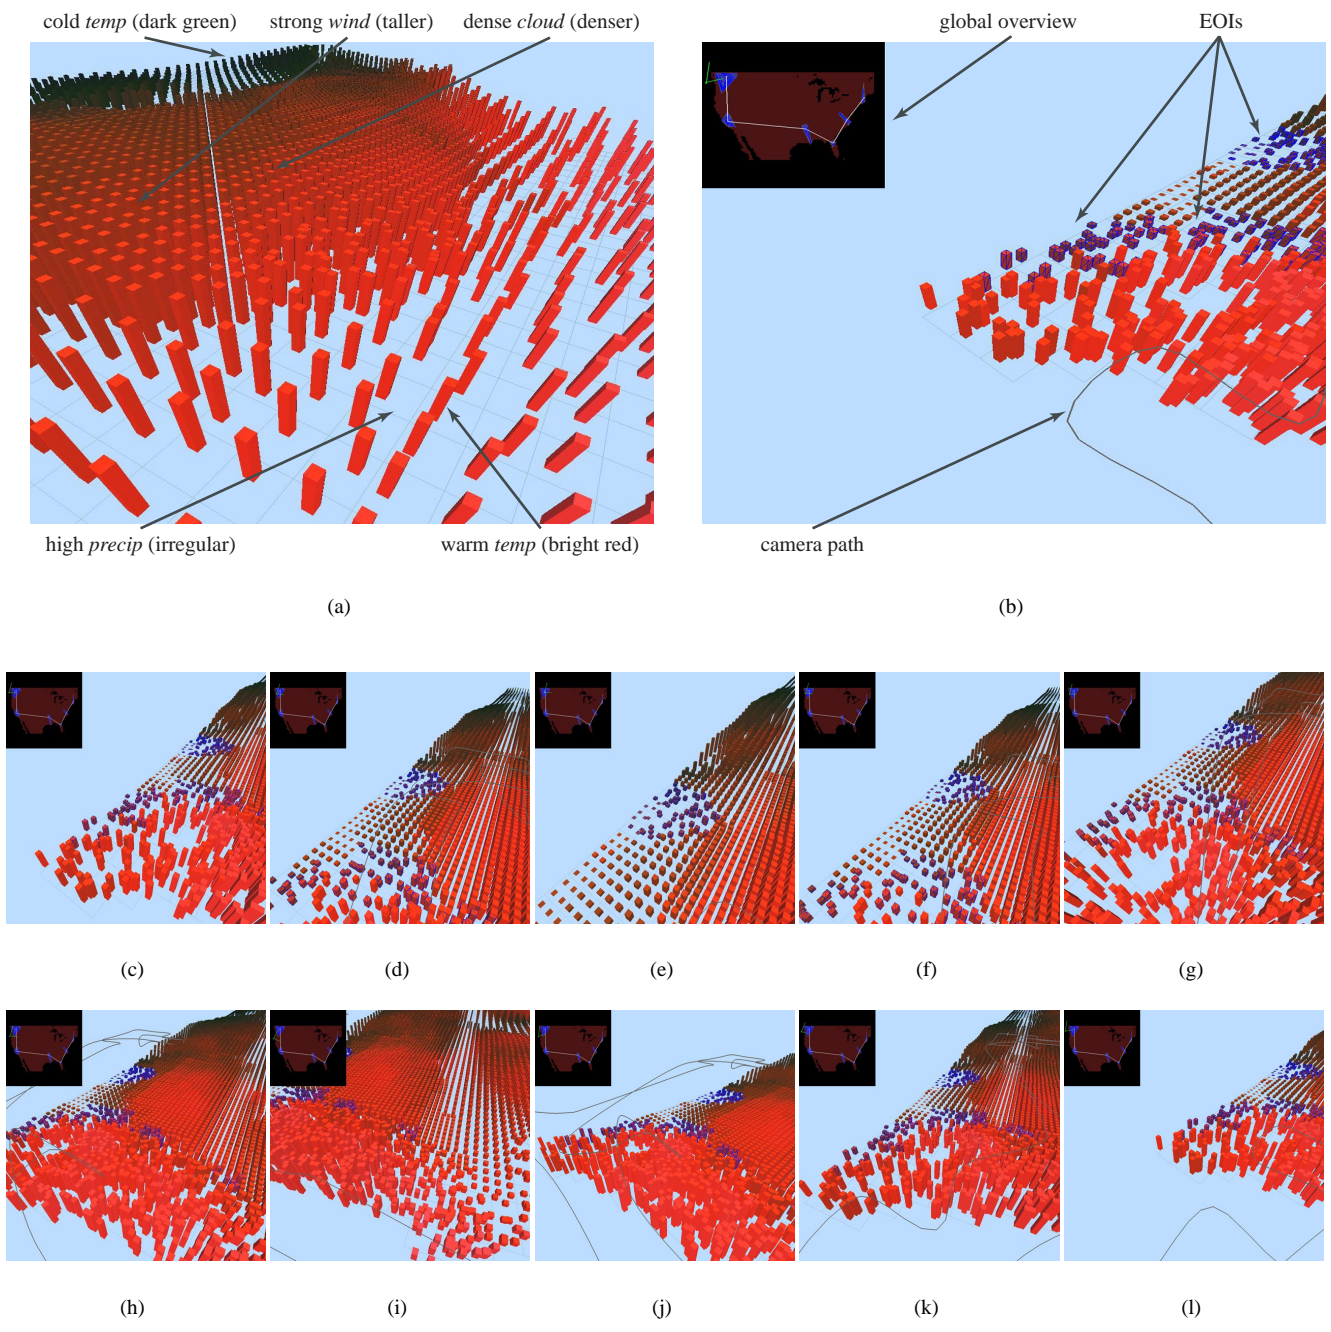 cold temp (dark green) strong wind (taller) dense cloud (denser)
global overview EOIs
high precip (irregular) warm temp (bright red)
camera path
(a) (b)
(c) (d) (e) (f) (g)
(h) (i) (j) (k) (l)